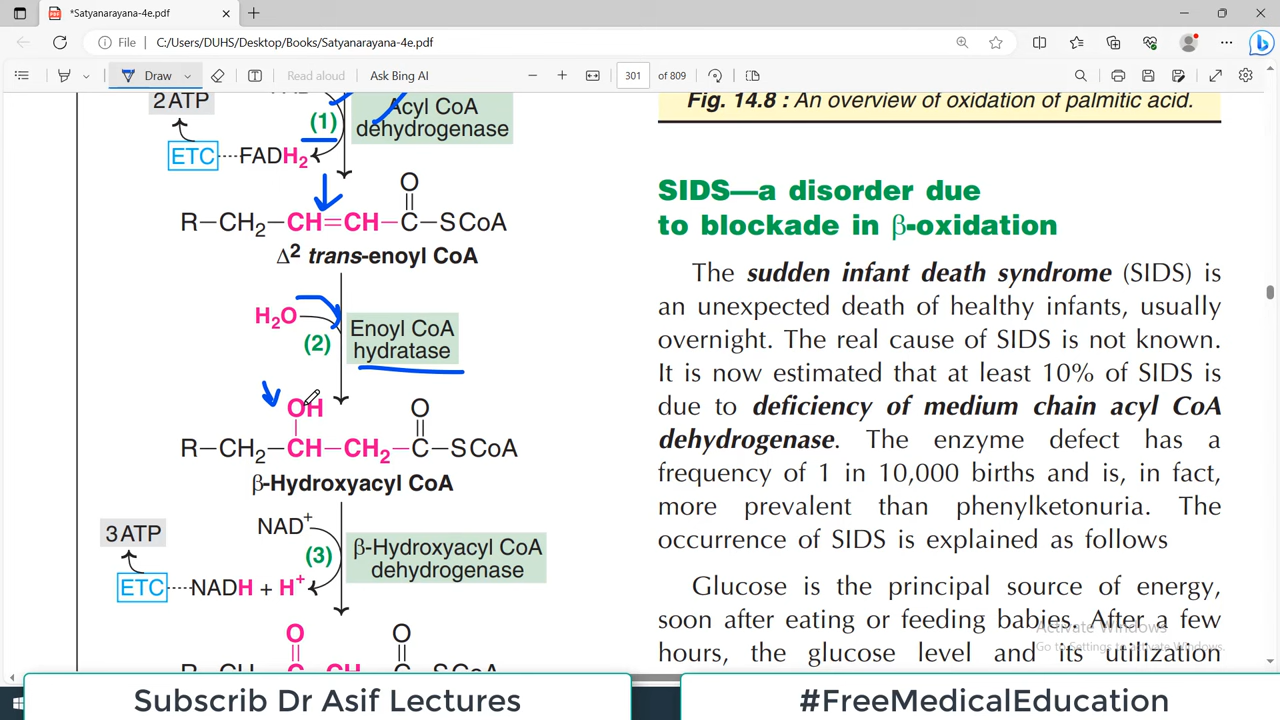 *Satyanarayana-4e.pdf
File C:/Users/DUHS/Desktop/Books/Satyanarayana-4e.pdf
Draw Read aloud Ask Bing AI 301 of 809
2 ATP
(1)
Acyl CoA
dehydrogenase
ETC FADH2
O
R–CH2–CH=CH–C–SCoA
Δ2 trans-enoyl CoA
H2O
(2)
Enoyl CoA
hydratase
OH O
R–CH2–CH–CH2–C–SCoA
β-Hydroxyacyl CoA
NAD+
3 ATP
(3)
β-Hydroxyacyl CoA
dehydrogenase
ETC NADH + H+
O O
Fig. 14.8 : An overview of oxidation of palmitic acid.
SIDS—a disorder due
to blockade in β-oxidation
The sudden infant death syndrome (SIDS) is
an unexpected death of healthy infants, usually
overnight. The real cause of SIDS is not known.
It is now estimated that at least 10% of SIDS is
due to deficiency of medium chain acyl CoA
dehydrogenase. The enzyme defect has a
frequency of 1 in 10,000 births and is, in fact,
more prevalent than phenylketonuria. The
occurrence of SIDS is explained as follows
Glucose is the principal source of energy,
soon after eating or feeding babies. After a few
hours, the glucose level and its utilization
Activate Windows
Go to Settings to activate Windows.
Subscrib Dr Asif Lectures
#FreeMedicalEducation